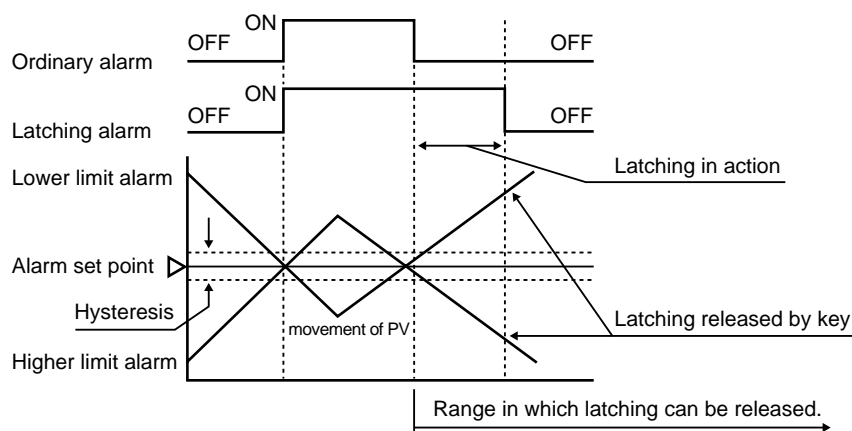 ON
OFF OFF
Ordinary alarm
ON
OFF OFF
Latching alarm
Latching in action
Lower limit alarm
Alarm set point
Hysteresis
movement of PV
Latching released by key
Higher limit alarm
Range in which latching can be released.